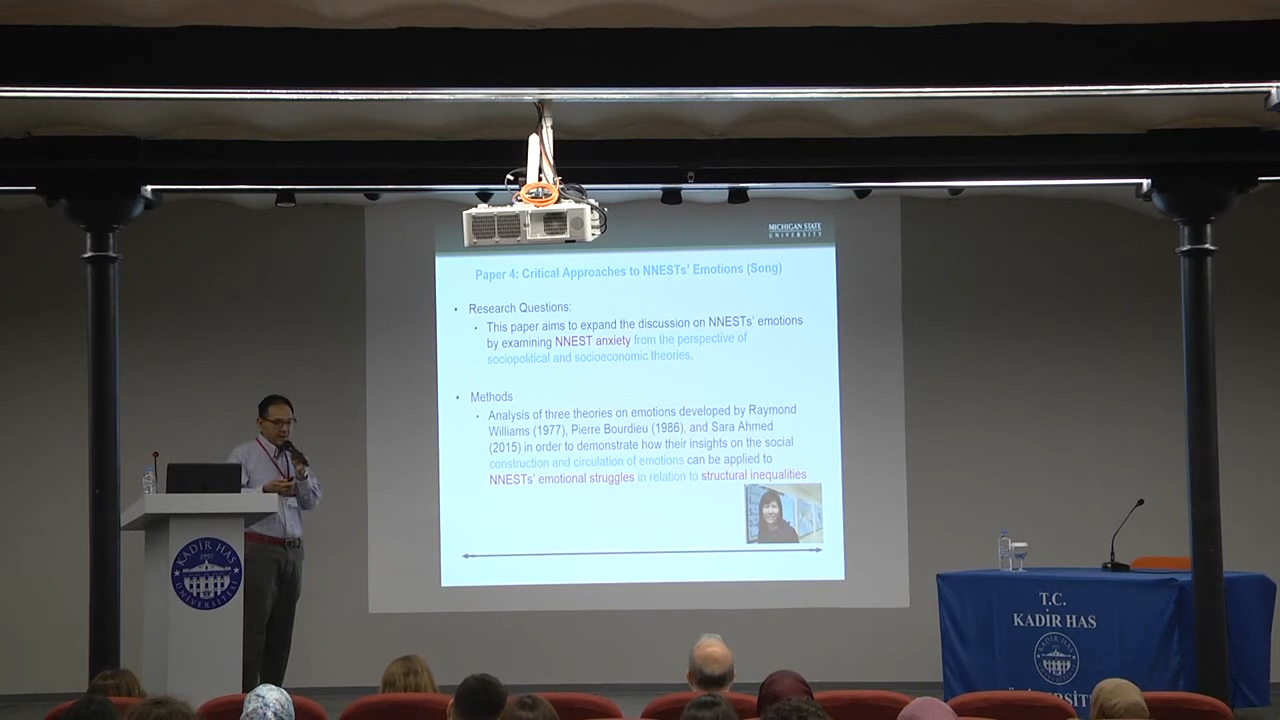 MICHIGAN STATE
UNIVERSITY
Paper 4: Critical Approaches to NNESTs' Emotions (Song)
• Research Questions:
• This paper aims to expand the discussion on NNESTs' emotions
by examining NNEST anxiety from the perspective of
sociopolitical and socioeconomic theories.
• Methods
• Analysis of three theories on emotions developed by Raymond
Williams (1977), Pierre Bourdieu (1986), and Sara Ahmed
(2015) in order to demonstrate how their insights on the social
construction and circulation of emotions can be applied to
NNESTs' emotional struggles in relation to structural inequalities
KADİR HAS
1997
ÜNİVERSİTESİ
T.C.
KADİR HAS